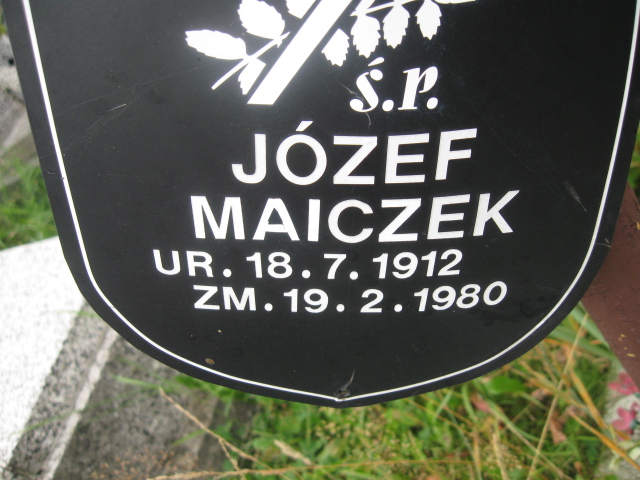 Ś.P.
JÓZEF
MAICZEK
UR. 18. 7. 1912
ZM. 19. 2. 1980